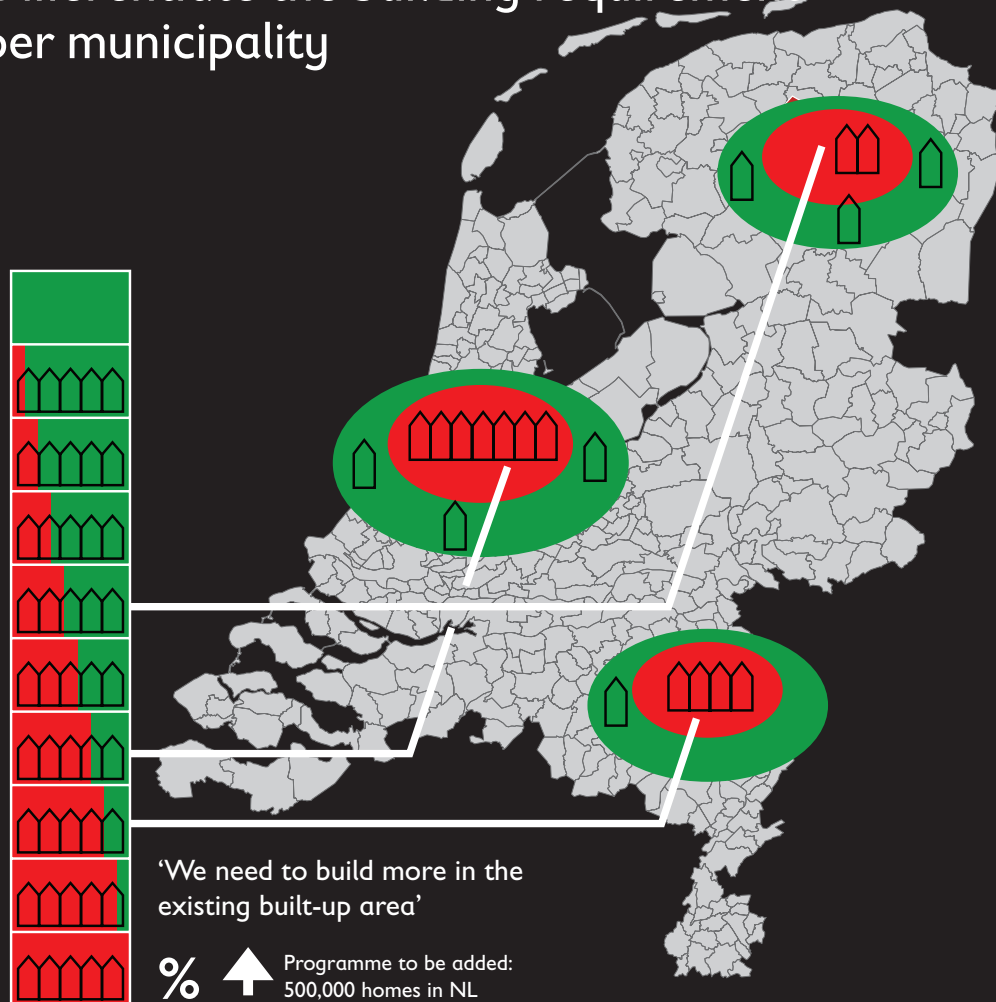 per municipality
'We need to build more in the
existing built-up area'
% Programme to be added:
500,000 homes in NL